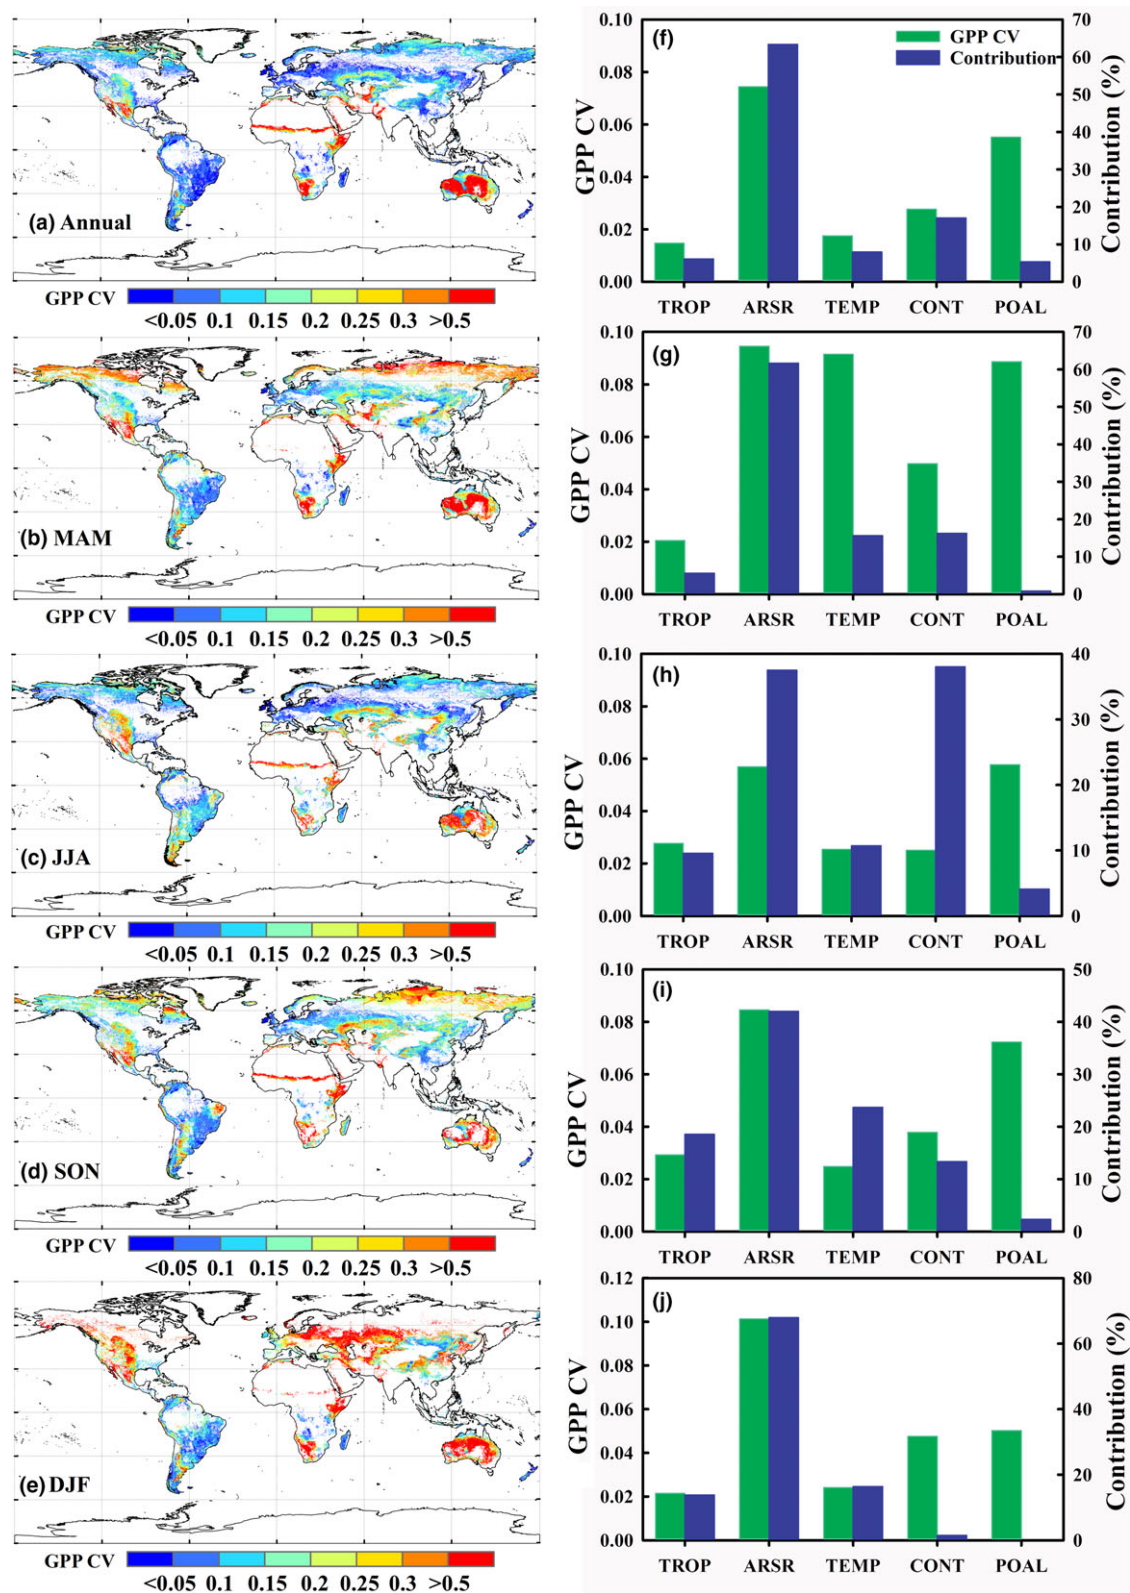 (a) Annual
GPP CV
<0.05 0.1 0.15 0.2 0.25 0.3 >0.5
(f)
GPP CV
Contribution
0.10
0.08
0.06
0.04
0.02
0.00
GPP CV
70
60
50
40
30
20
10
0
Contribution (%)
TROP ARSR TEMP CONT POAL
(b) MAM
GPP CV
<0.05 0.1 0.15 0.2 0.25 0.3 >0.5
(g)
0.10
0.08
0.06
0.04
0.02
0.00
GPP CV
70
60
50
40
30
20
10
0
Contribution (%)
TROP ARSR TEMP CONT POAL
(c) JJA
GPP CV
<0.05 0.1 0.15 0.2 0.25 0.3 >0.5
(h)
0.10
0.08
0.06
0.04
0.02
0.00
GPP CV
40
30
20
10
0
Contribution (%)
TROP ARSR TEMP CONT POAL
(d) SON
GPP CV
<0.05 0.1 0.15 0.2 0.25 0.3 >0.5
(i)
0.10
0.08
0.06
0.04
0.02
0.00
GPP CV
50
40
30
20
10
0
Contribution (%)
TROP ARSR TEMP CONT POAL
(e) DJF
GPP CV
<0.05 0.1 0.15 0.2 0.25 0.3 >0.5
(j)
0.12
0.10
0.08
0.06
0.04
0.02
0.00
GPP CV
80
60
40
20
0
Contribution (%)
TROP ARSR TEMP CONT POAL